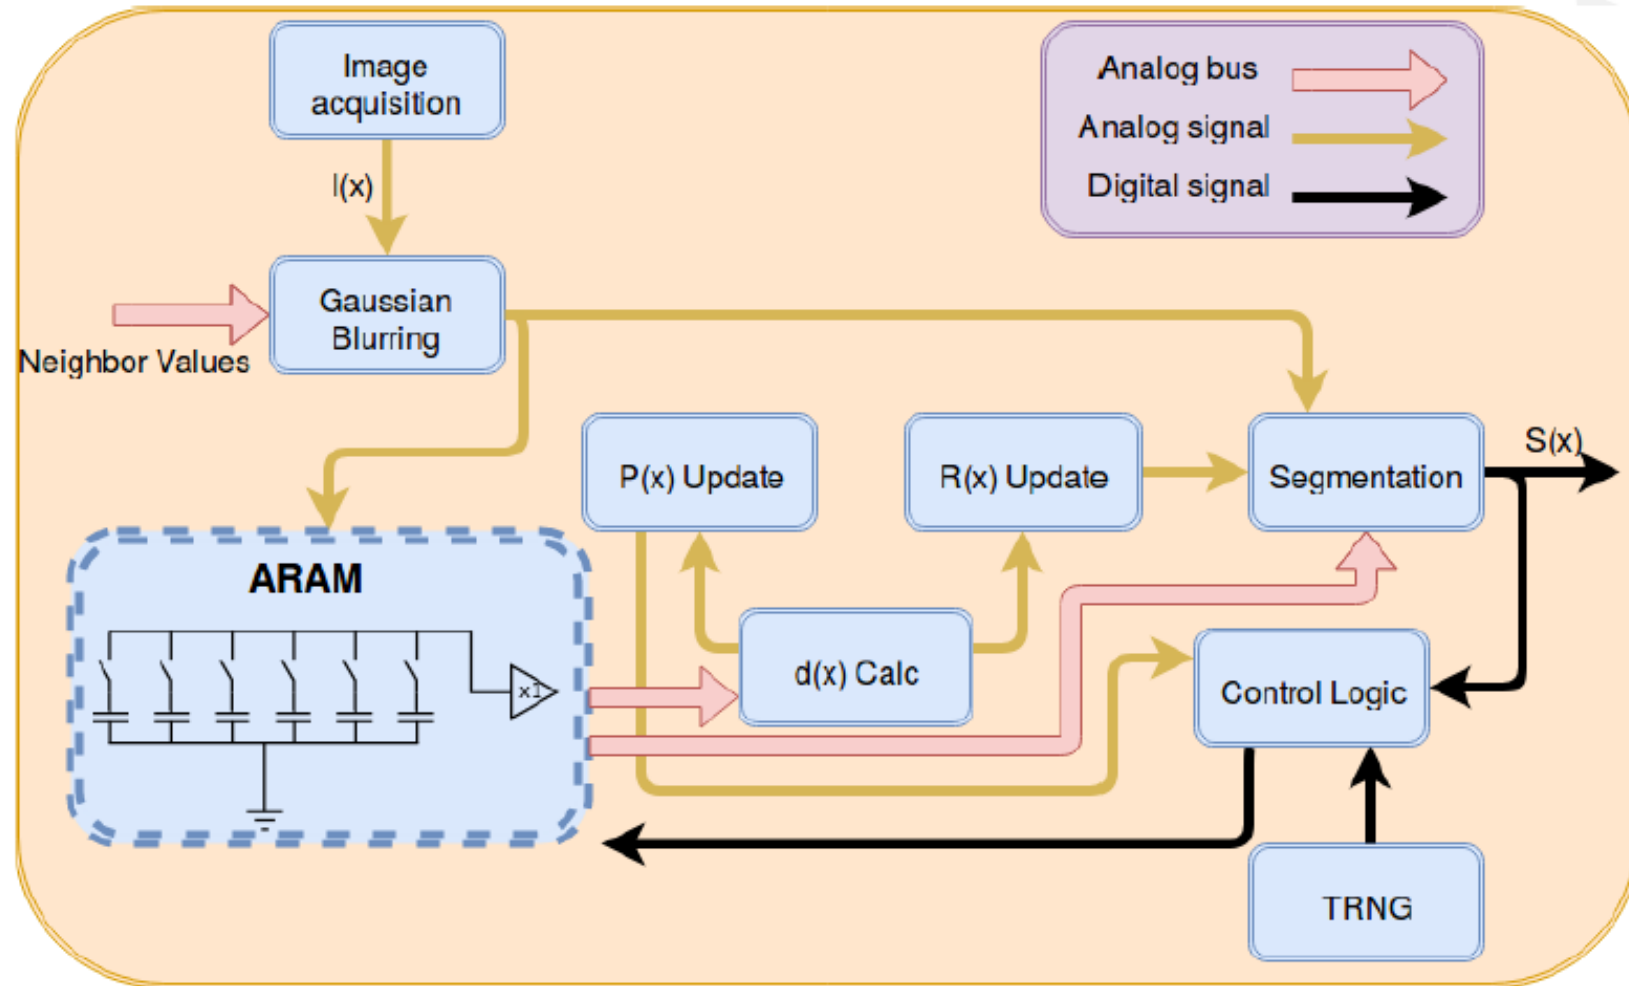 Image
acquisition
Analog bus
Analog signal
Digital signal
I(x)
Gaussian
Blurring
Neighbor Values
P(x) Update
R(x) Update
Segmentation
S(x)
ARAM
x1
d(x) Calc
Control Logic
TRNG